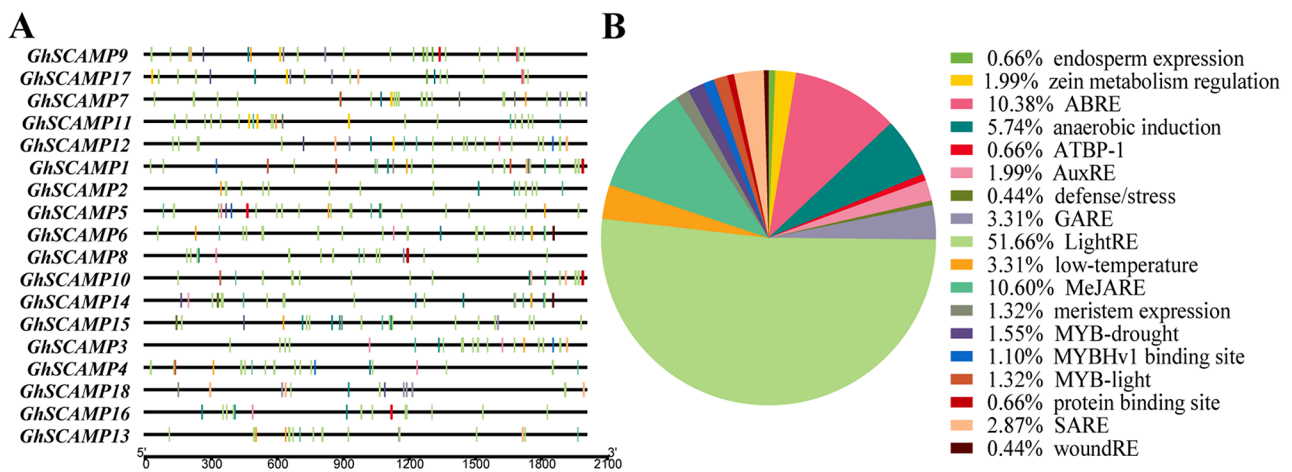 A
GhSCAMP9
GhSCAMP17
GhSCAMP7
GhSCAMP11
GhSCAMP12
GhSCAMP1
GhSCAMP2
GhSCAMP5
GhSCAMP6
GhSCAMP8
GhSCAMP10
GhSCAMP14
GhSCAMP15
GhSCAMP3
GhSCAMP4
GhSCAMP18
GhSCAMP16
GhSCAMP13
5' 3'
0 300 600 900 1200 1500 1800 2100
B
0.66% endosperm expression
1.99% zein metabolism regulation
10.38% ABRE
5.74% anaerobic induction
0.66% ATBP-1
1.99% AuxRE
0.44% defense/stress
3.31% GARE
51.66% LightRE
3.31% low-temperature
10.60% MeJARE
1.32% meristem expression
1.55% MYB-drought
1.10% MYBHv1 binding site
1.32% MYB-light
0.66% protein binding site
2.87% SARE
0.44% woundRE